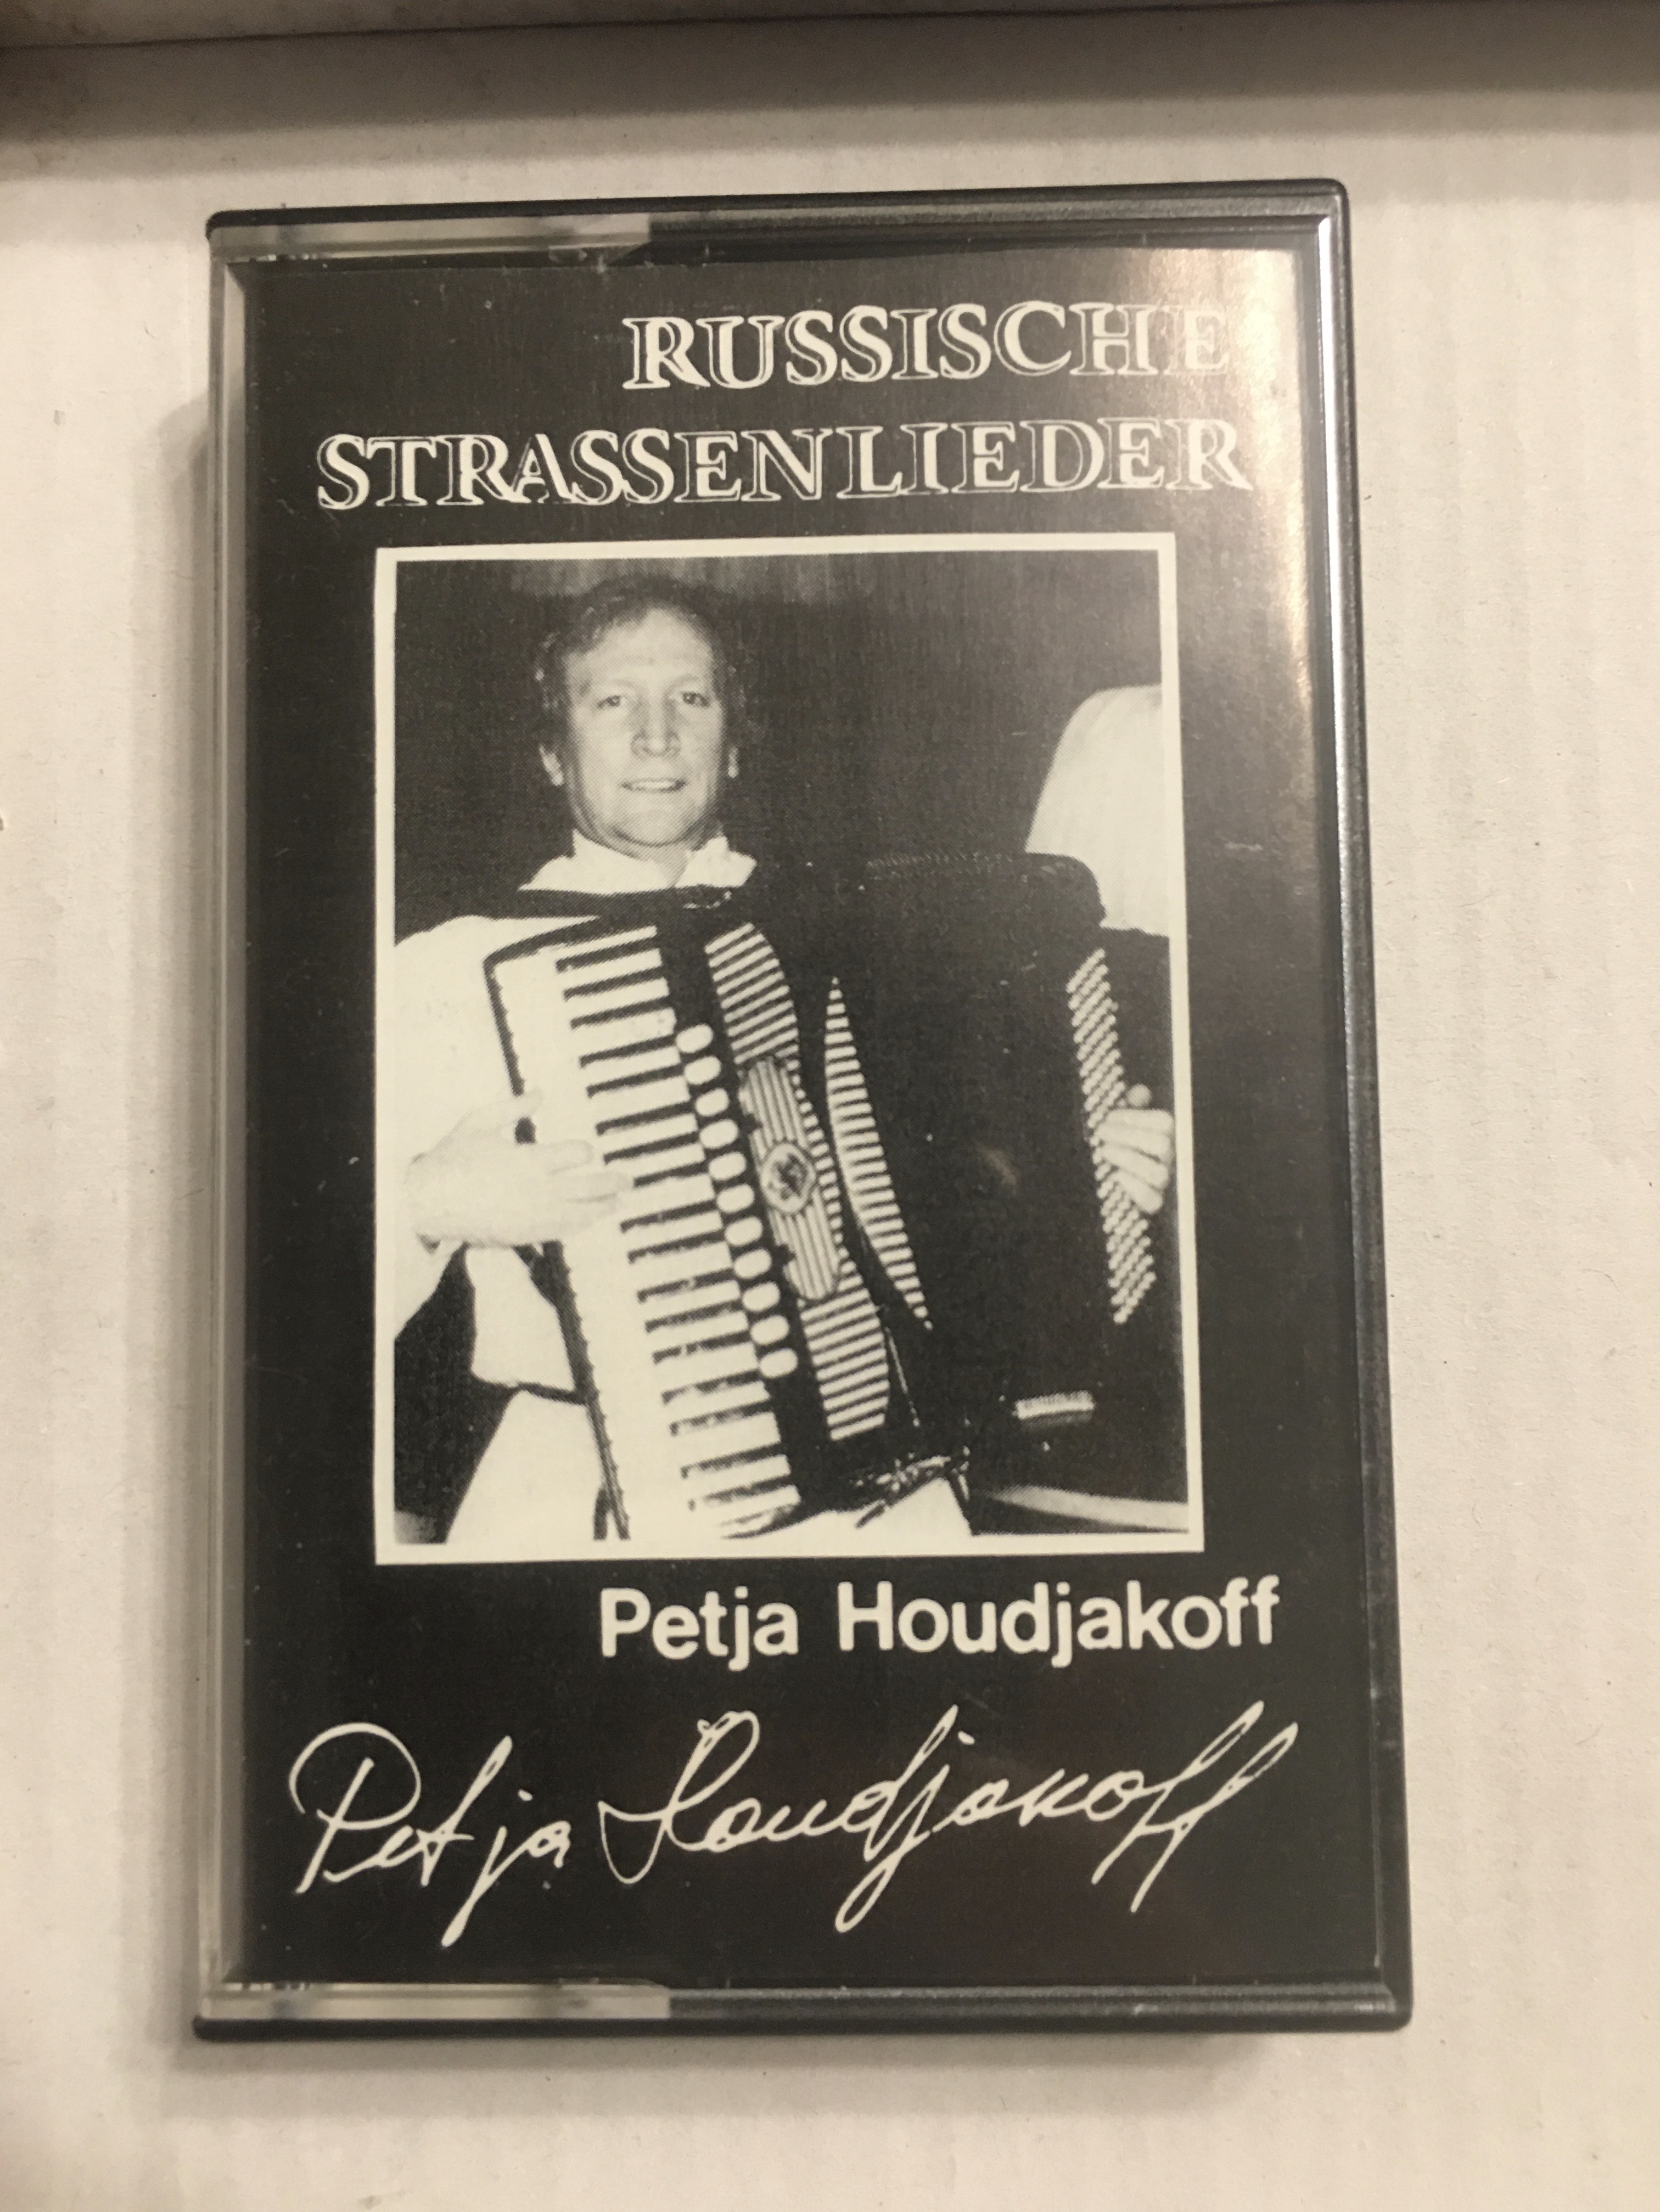 RUSSISCHE
STRASSENLIEDER
Petja Houdjakoff
Petja Houdjakoff